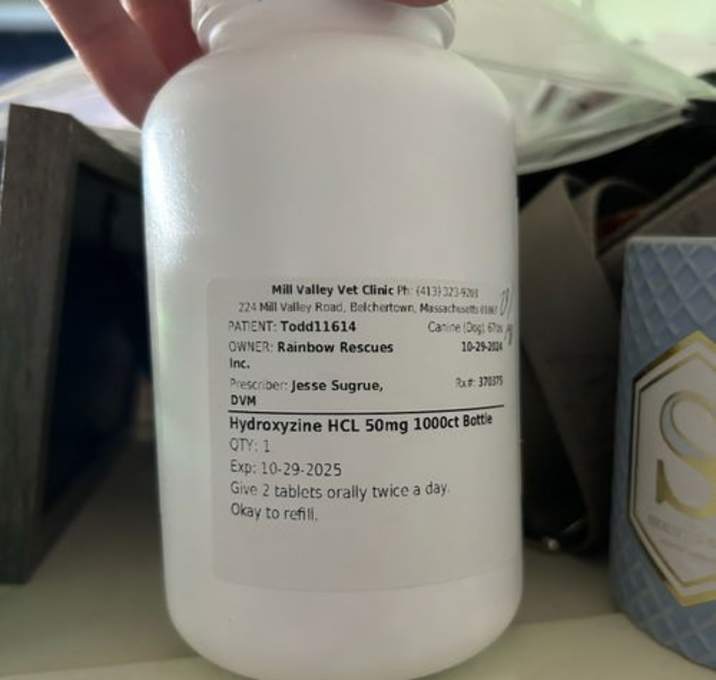 Mill Valley Vet Clinic Ph: (413) 323-
224 Mill Valley Road, Belchertown, Massachusetts
PATIENT: Todd11614 Canine (Dog)
OWNER: Rainbow Rescues 10-29-2024
Inc.
Prescriber: Jesse Sugrue, Rx#: 370375
DVM
Hydroxyzine HCL 50mg 1000ct Bottle
QTY: 1
Exp: 10-29-2025
Give 2 tablets orally twice a day.
Okay to refill.
S